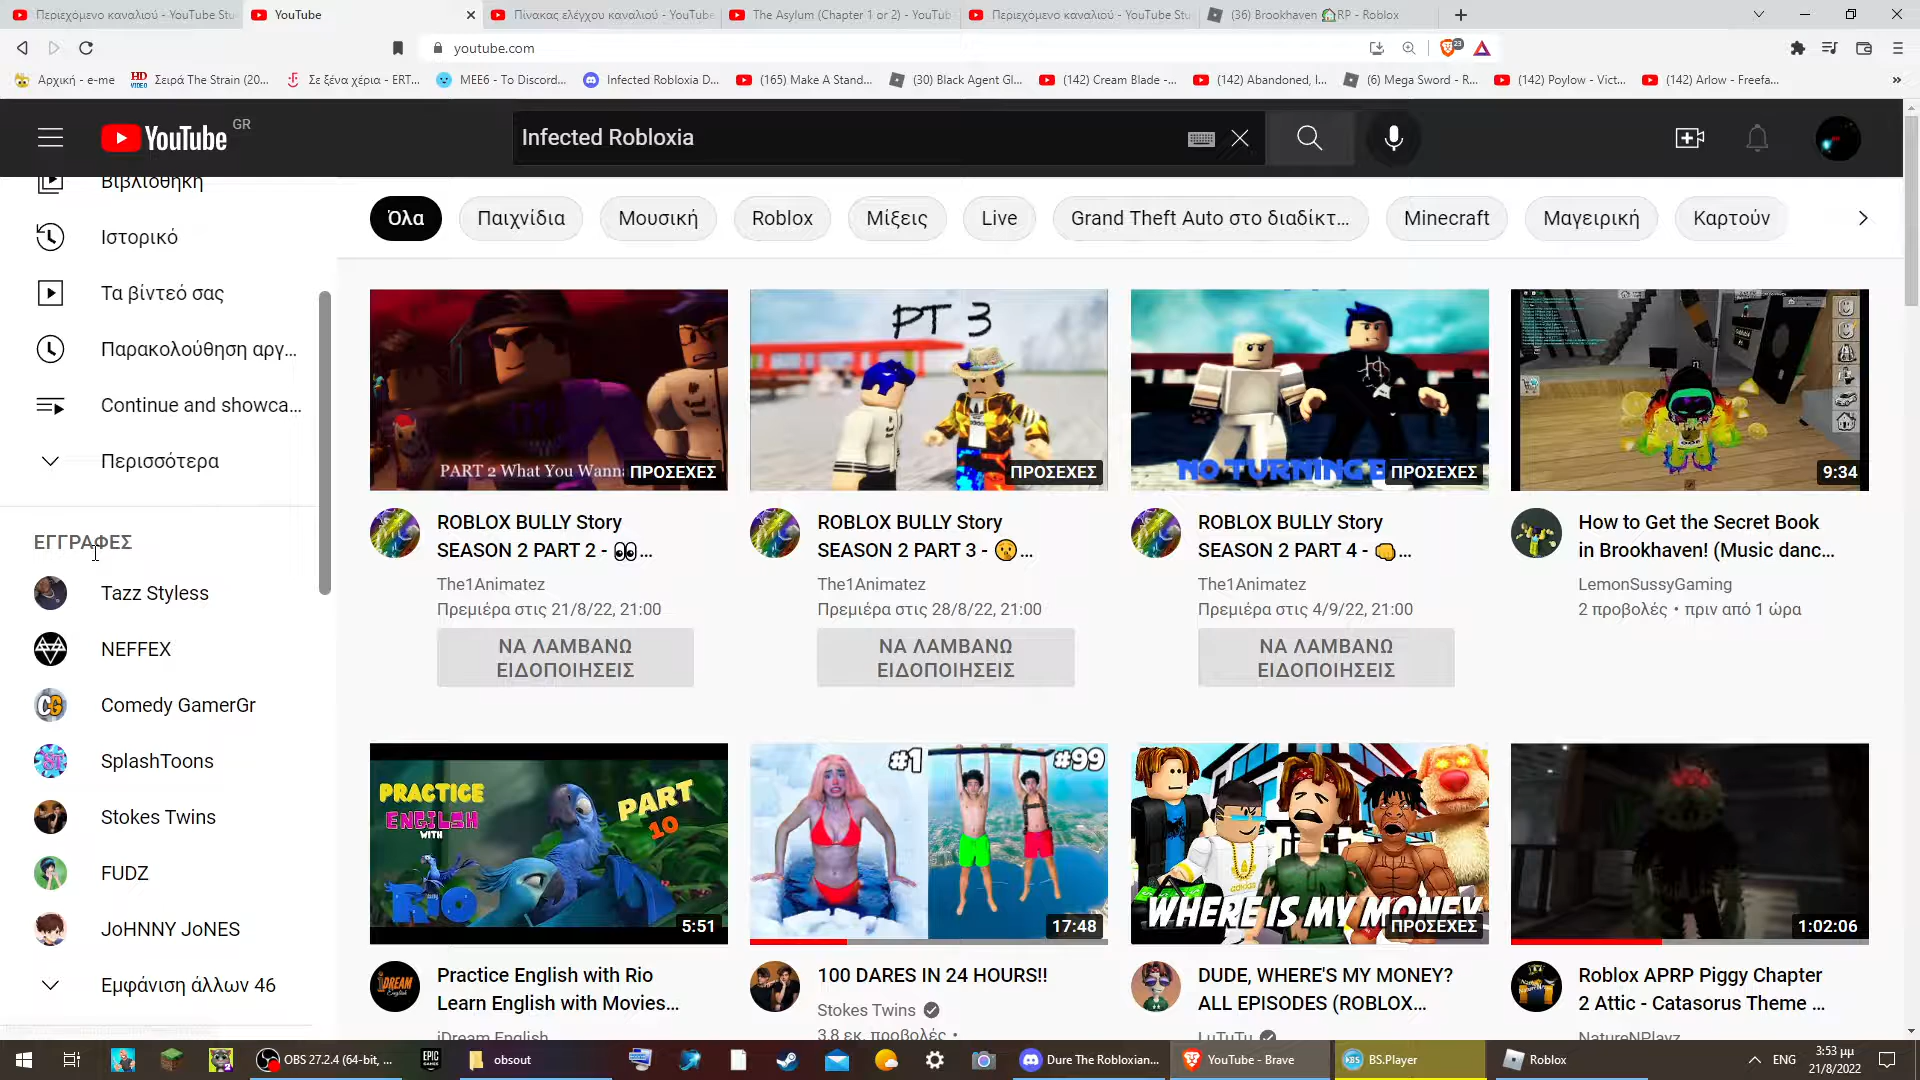 Περιεχόμενο καναλιού - YouTube Stu
YouTube
Πίνακας ελέγχου καναλιού - YouTube
The Asylum (Chapter 1 or 2) - YouTub
Περιεχόμενο καναλιού - YouTube Stu
(36) Brookhaven 🏡RP - Roblox
youtube.com
23
Αρχική - e-me
HD VIDEO
Σειρά The Strain (20...
Σε ξένα χέρια - ERT...
MEE6 - To Discord...
Infected Robloxia D...
(165) Make A Stand...
(30) Black Agent Gl...
(142) Cream Blade -...
(142) Abandoned, I...
(6) Mega Sword - R...
(142) Poylow - Vict...
(142) Arlow - Freefa...
YouTube GR
Infected Robloxia
Βιβλιοθήκη
Ιστορικό
Τα βίντεό σας
Παρακολούθηση αργ...
Continue and showca...
Περισσότερα
ΕΓΓΡΑΦΕΣ
Tazz Styless
NEFFEX
Comedy GamerGr
SplashToons
Stokes Twins
FUDZ
JoHNNY JoNES
Εμφάνιση άλλων 46
Όλα
Παιχνίδια
Μουσική
Roblox
Μίξεις
Live
Grand Theft Auto στο διαδίκτ...
Minecraft
Μαγειρική
Καρτούν
PART 2 What You Wann
ΠΡΟΣΕΧΕΣ
ROBLOX BULLY Story
SEASON 2 PART 2 - 👀...
The1Animatez
Πρεμιέρα στις 21/8/22, 21:00
ΝΑ ΛΑΜΒΑΝΩ
ΕΙΔΟΠΟΙΗΣΕΙΣ
PT 3
ΠΡΟΣΕΧΕΣ
ROBLOX BULLY Story
SEASON 2 PART 3 - 🤫...
The1Animatez
Πρεμιέρα στις 28/8/22, 21:00
ΝΑ ΛΑΜΒΑΝΩ
ΕΙΔΟΠΟΙΗΣΕΙΣ
NO TURNING
ΠΡΟΣΕΧΕΣ
ROBLOX BULLY Story
SEASON 2 PART 4 - 👊...
The1Animatez
Πρεμιέρα στις 4/9/22, 21:00
ΝΑ ΛΑΜΒΑΝΩ
ΕΙΔΟΠΟΙΗΣΕΙΣ
9:34
How to Get the Secret Book
in Brookhaven! (Music danc...
LemonSussyGaming
2 προβολές • πριν από 1 ώρα
PRACTICE
ENGLISH
WITH
RIO
PART
10
5:51
Practice English with Rio
Learn English with Movies...
iDream English
#1
#99
17:48
100 DARES IN 24 HOURS!!
Stokes Twins
3,8 εκ. προβολές •
WHERE IS MY MONEY
ΠΡΟΣΕΧΕΣ
DUDE, WHERE'S MY MONEY?
ALL EPISODES (ROBLOX...
LuTuTu
1:02:06
Roblox APRP Piggy Chapter
2 Attic - Catasorus Theme ...
NatureNPlayz
OBS 27.2.4 (64-bit, ...
EPIC GAMES
obsout
Dure The Robloxian...
YouTube - Brave
BS.Player
Roblox
ENG
3:53 μμ
21/8/2022